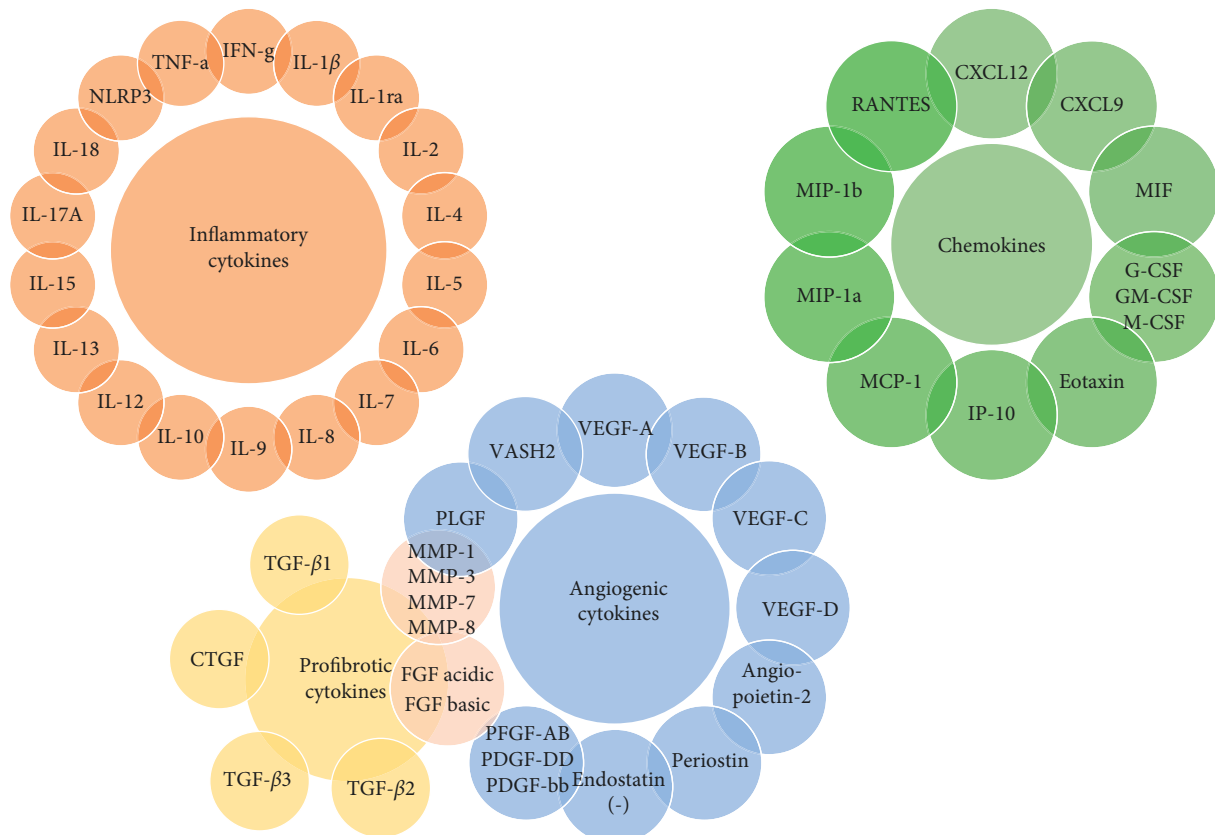 Inflammatory
cytokines
IFN-g
IL-1β
IL-1ra
IL-2
IL-4
IL-5
IL-6
IL-7
IL-8
IL-9
IL-10
IL-12
IL-13
IL-15
IL-17A
IL-18
NLRP3
TNF-a
Chemokines
CXCL12
CXCL9
MIF
G-CSF
GM-CSF
M-CSF
Eotaxin
IP-10
MCP-1
MIP-1a
MIP-1b
RANTES
Angiogenic
cytokines
VEGF-A
VEGF-B
VEGF-C
VEGF-D
Angio-
poietin-2
Periostin
Endostatin
(-)
PFGF-AB
PDGF-DD
PDGF-bb
FGF acidic
FGF basic
MMP-1
MMP-3
MMP-7
MMP-8
PLGF
VASH2
Profibrotic
cytokines
TGF-β1
CTGF
TGF-β3
TGF-β2